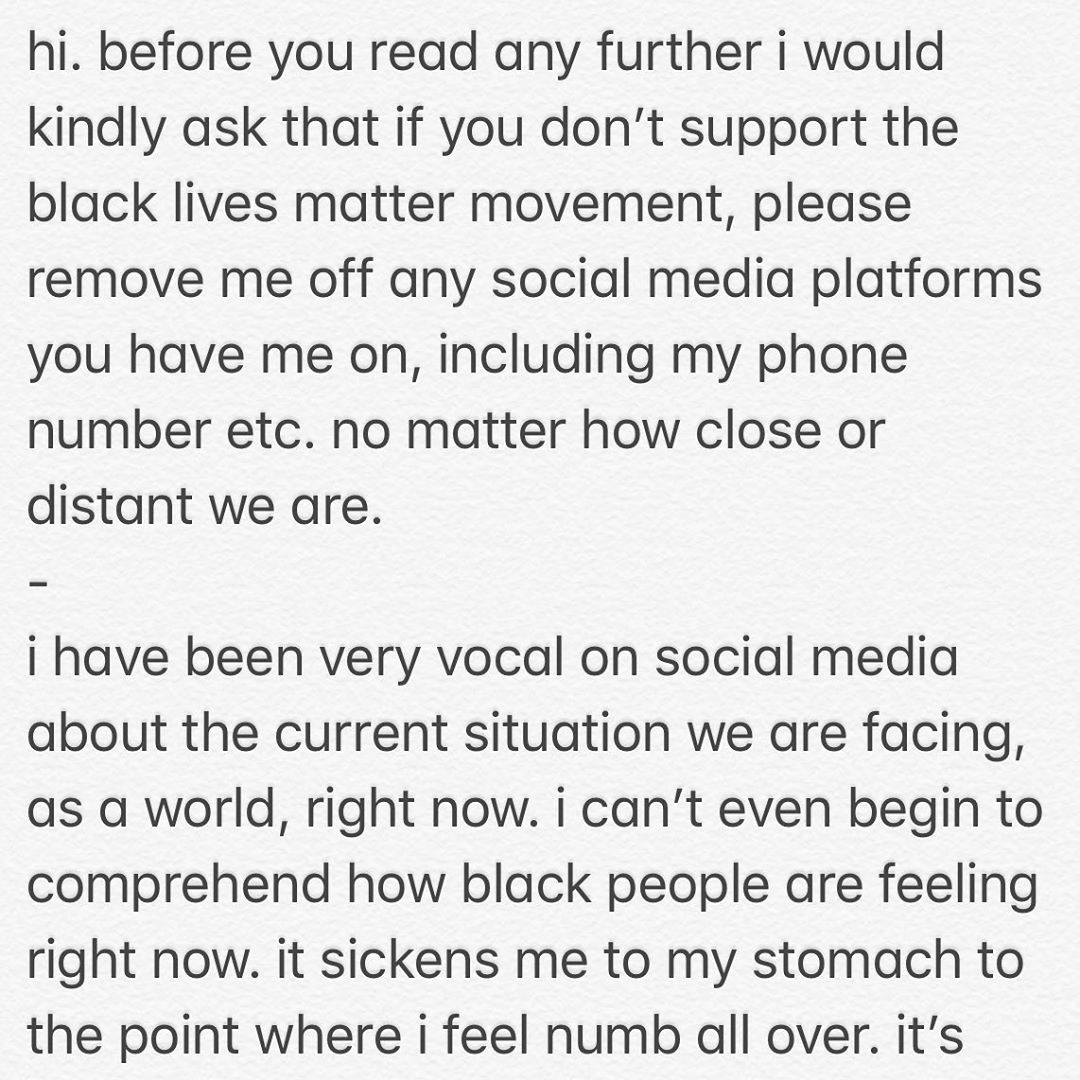 hi. before you read any further i would
kindly ask that if you don’t support the
black lives matter movement, please
remove me off any social media platforms
you have me on, including my phone
number etc. no matter how close or
distant we are.
-
i have been very vocal on social media
about the current situation we are facing,
as a world, right now. i can’t even begin to
comprehend how black people are feeling
right now. it sickens me to my stomach to
the point where i feel numb all over. it’s